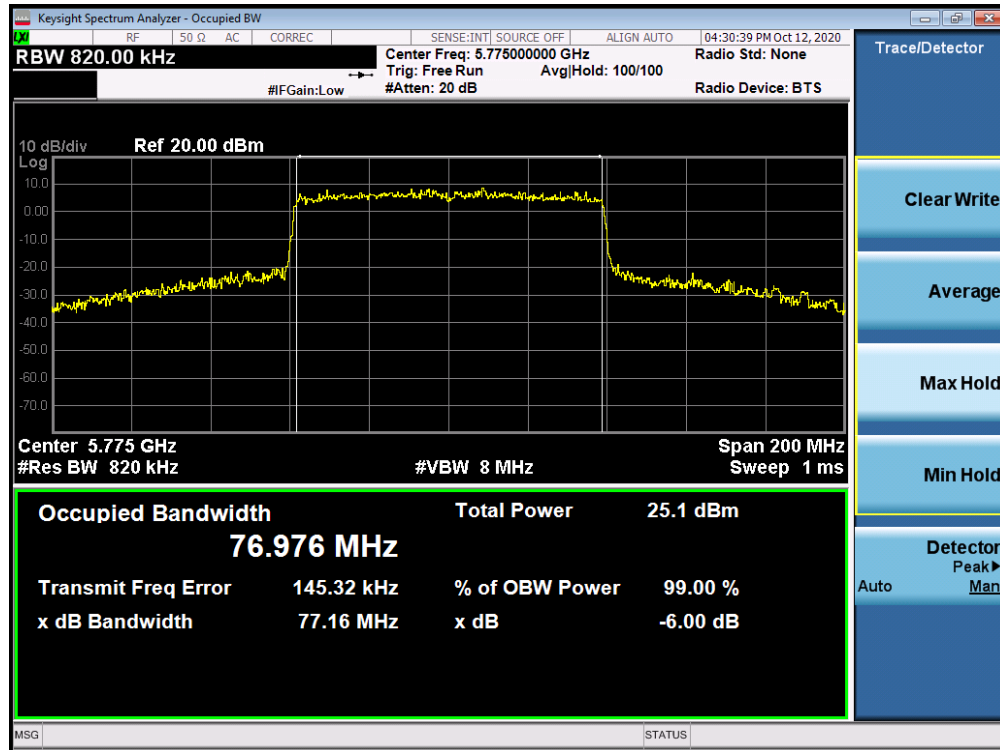 Keysight Spectrum Analyzer - Occupied BW
LXI RF 50 Ω AC CORREC SENSE:INT SOURCE OFF ALIGN AUTO 04:30:39 PM Oct 12, 2020
RBW 820.00 kHz
Center Freq: 5.775000000 GHz Radio Std: None
Trig: Free Run Avg|Hold: 100/100
#IFGain:Low #Atten: 20 dB Radio Device: BTS
10 dB/div Ref 20.00 dBm
Log
10.0
0.00
-10.0
-20.0
-30.0
-40.0
-50.0
-60.0
-70.0
Center 5.775 GHz Span 200 MHz
#Res BW 820 kHz #VBW 8 MHz Sweep 1 ms
Occupied Bandwidth Total Power 25.1 dBm
76.976 MHz
Transmit Freq Error 145.32 kHz % of OBW Power 99.00 %
x dB Bandwidth 77.16 MHz x dB -6.00 dB
MSG STATUS
Trace/Detector
Clear Write
Average
Max Hold
Min Hold
Detector
Peak▶
Auto Man